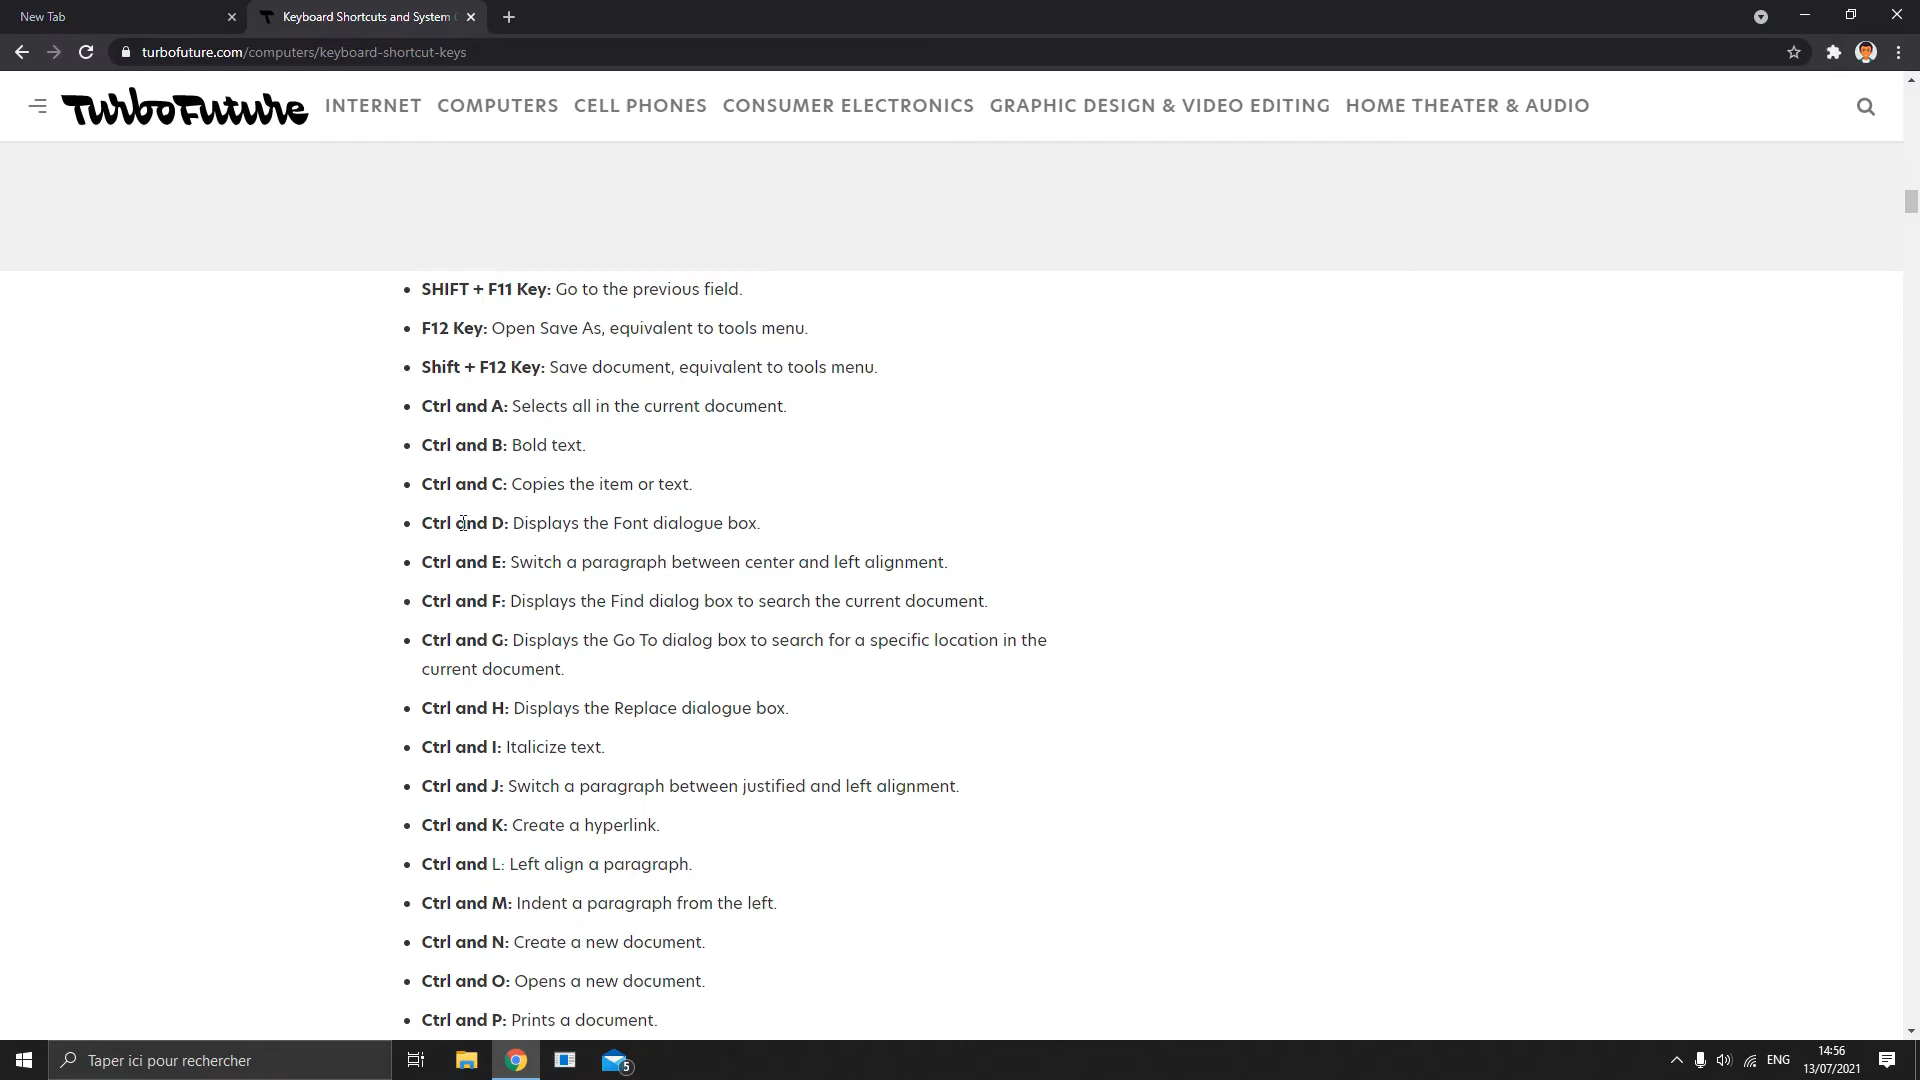 New Tab
Keyboard Shortcuts and System
turbofuture.com/computers/keyboard-shortcut-keys
TurboFuture INTERNET COMPUTERS CELL PHONES CONSUMER ELECTRONICS GRAPHIC DESIGN & VIDEO EDITING HOME THEATER & AUDIO
• SHIFT + F11 Key: Go to the previous field.
• F12 Key: Open Save As, equivalent to tools menu.
• Shift + F12 Key: Save document, equivalent to tools menu.
• Ctrl and A: Selects all in the current document.
• Ctrl and B: Bold text.
• Ctrl and C: Copies the item or text.
• Ctrl and D: Displays the Font dialogue box.
• Ctrl and E: Switch a paragraph between center and left alignment.
• Ctrl and F: Displays the Find dialog box to search the current document.
• Ctrl and G: Displays the Go To dialog box to search for a specific location in the
current document.
• Ctrl and H: Displays the Replace dialogue box.
• Ctrl and I: Italicize text.
• Ctrl and J: Switch a paragraph between justified and left alignment.
• Ctrl and K: Create a hyperlink.
• Ctrl and L: Left align a paragraph.
• Ctrl and M: Indent a paragraph from the left.
• Ctrl and N: Create a new document.
• Ctrl and O: Opens a new document.
• Ctrl and P: Prints a document.
Taper ici pour rechercher
5
ENG
14:56
13/07/2021